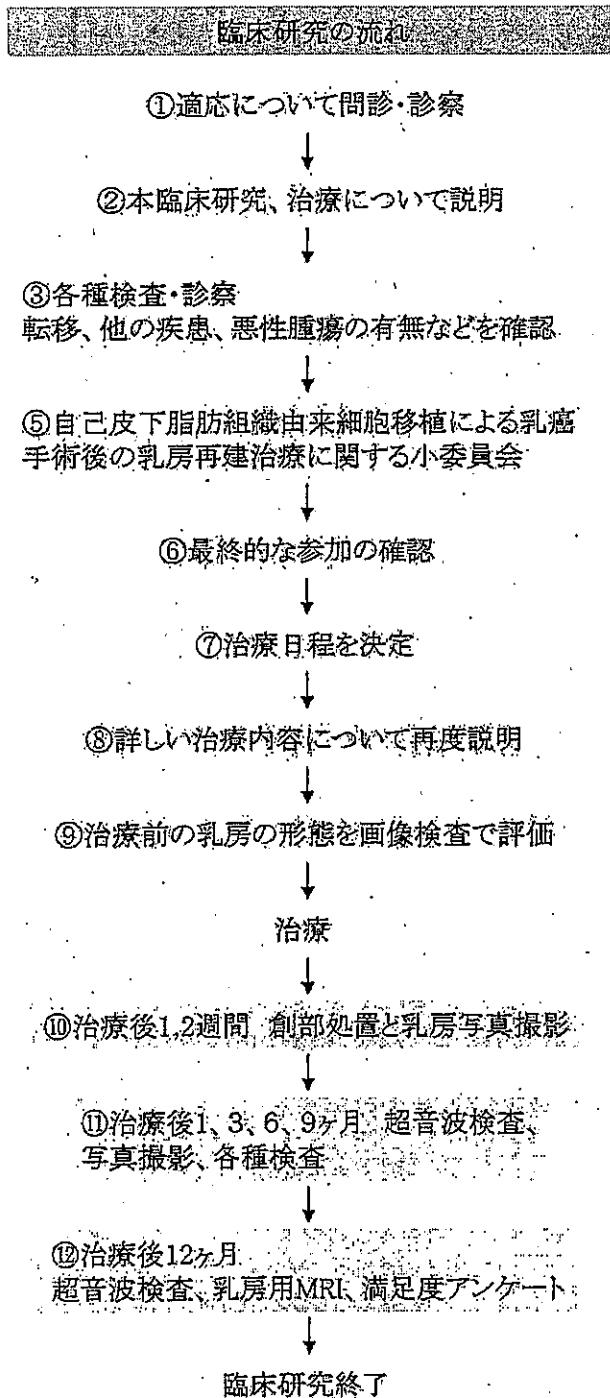 臨床研究の流れ
①適応について問診・診察
↓
②本臨床研究、治療について説明
↓
③各種検査・診察
転移、他の疾患、悪性腫瘍の有無などを確認
↓
⑤自己皮下脂肪組織由来細胞移植による乳癌
手術後の乳房再建治療に関する小委員会
↓
⑥最終的な参加の確認
↓
⑦治療日程を決定
↓
⑧詳しい治療内容について再度説明
↓
⑨治療前の乳房の形態を画像検査で評価
↓
治療
↓
⑩治療後1,2週間 創部処置と乳房写真撮影
↓
⑪治療後1、3、6、9ヶ月 超音波検査、
写真撮影、各種検査
↓
⑫治療後12ヶ月
超音波検査、乳房用MRI、満足度アンケート
↓
臨床研究終了